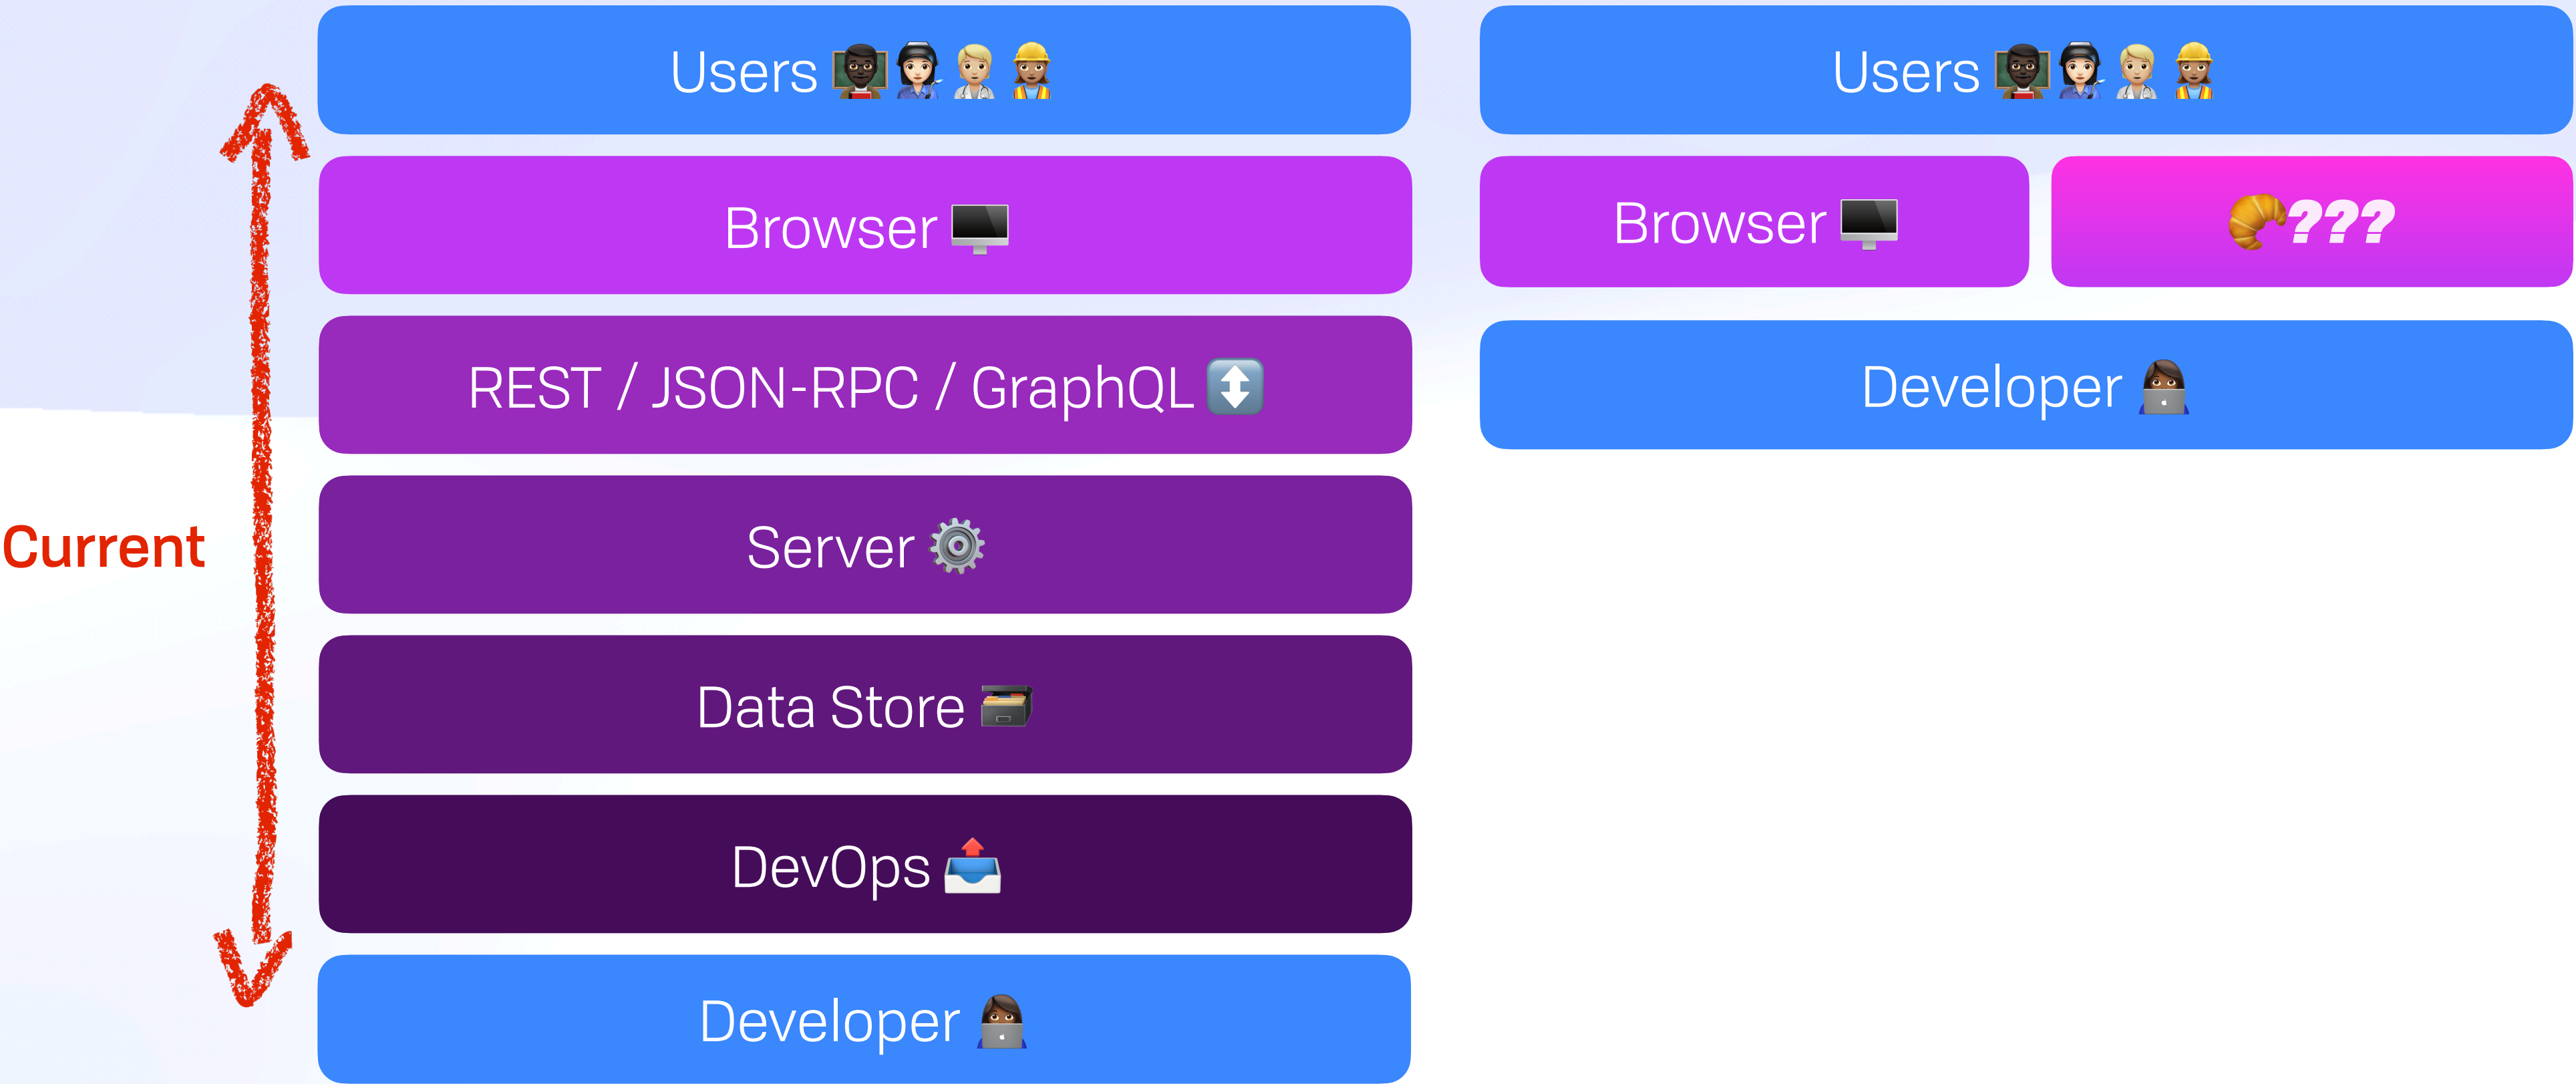 Users 👨🏿‍🏫👩🏻‍🏭🧑🏼‍⚕️👷🏽‍♀️
Browser 🖥️
REST / JSON-RPC / GraphQL ↕️
Server ⚙️
Data Store 🗃️
DevOps 📤
Developer 👩🏾‍💻
Current
Users 👨🏿‍🏫👩🏻‍🏭🧑🏼‍⚕️👷🏽‍♀️
Browser 🖥️
🥐???
Developer 👩🏾‍💻